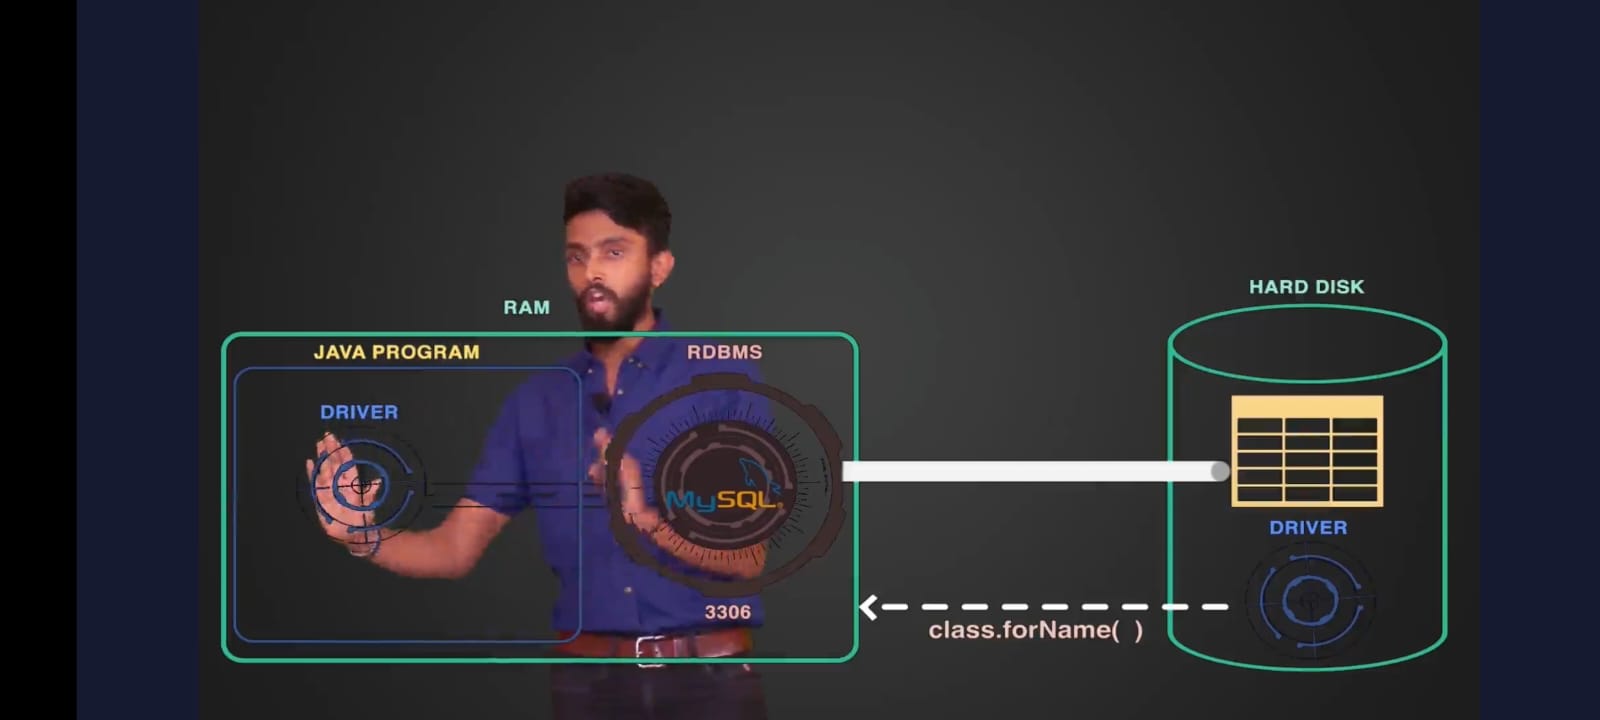 RAM
HARD DISK
JAVA PROGRAM
RDBMS
DRIVER
MySQL
DRIVER
3306
class.forName( )